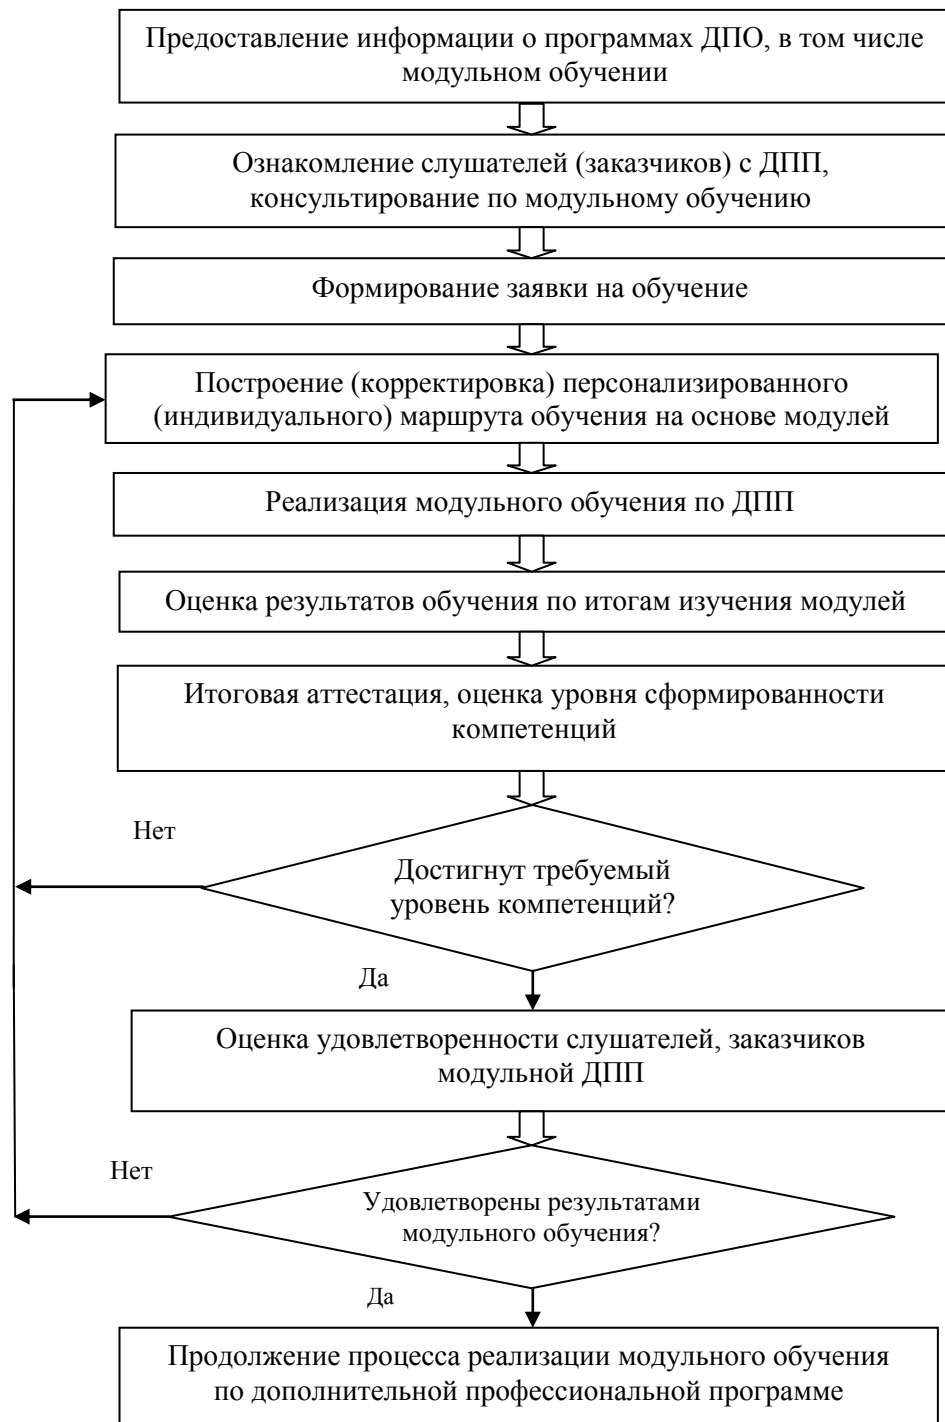 Предоставление информации о программах ДПО, в том числе
модульном обучении
Ознакомление слушателей (заказчиков) с ДПП,
консультирование по модульному обучению
Формирование заявки на обучение
Построение (корректировка) персонализированного
(индивидуального) маршрута обучения на основе модулей
Реализация модульного обучения по ДПП
Оценка результатов обучения по итогам изучения модулей
Итоговая аттестация, оценка уровня сформированности
компетенций
Нет
Достигнут требуемый
уровень компетенций?
Да
Оценка удовлетворенности слушателей, заказчиков
модульной ДПП
Нет
Удовлетворены результатами
модульного обучения?
Да
Продолжение процесса реализации модульного обучения
по дополнительной профессиональной программе